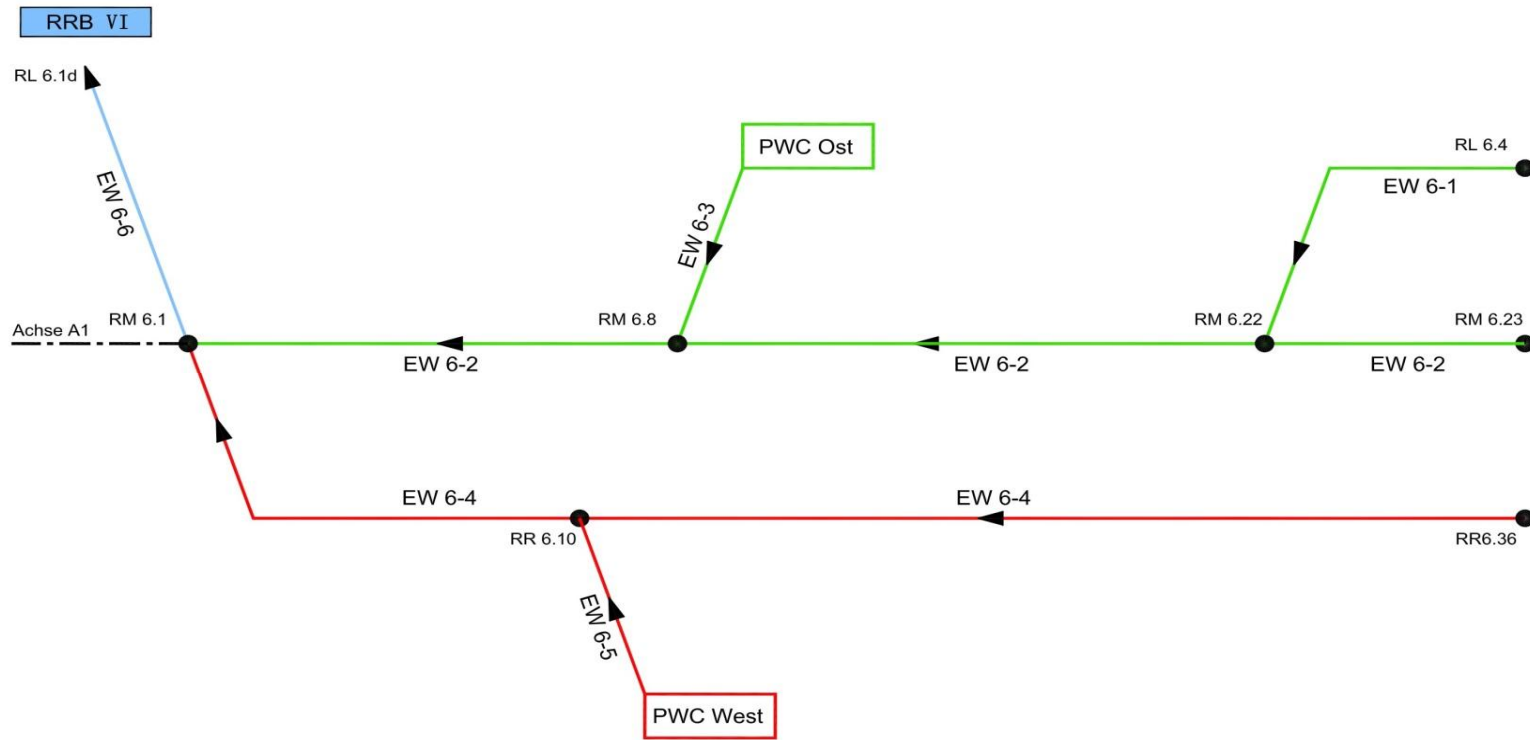 RRB VI
RL 6.1d
EW 6-6
PWC Ost
EW 6-3
RL 6.4
EW 6-1
Achse A1
RM 6.1
RM 6.8
RM 6.22
RM 6.23
EW 6-2
EW 6-2
EW 6-2
EW 6-4
EW 6-4
RR 6.10
RR6.36
EW 6-5
PWC West